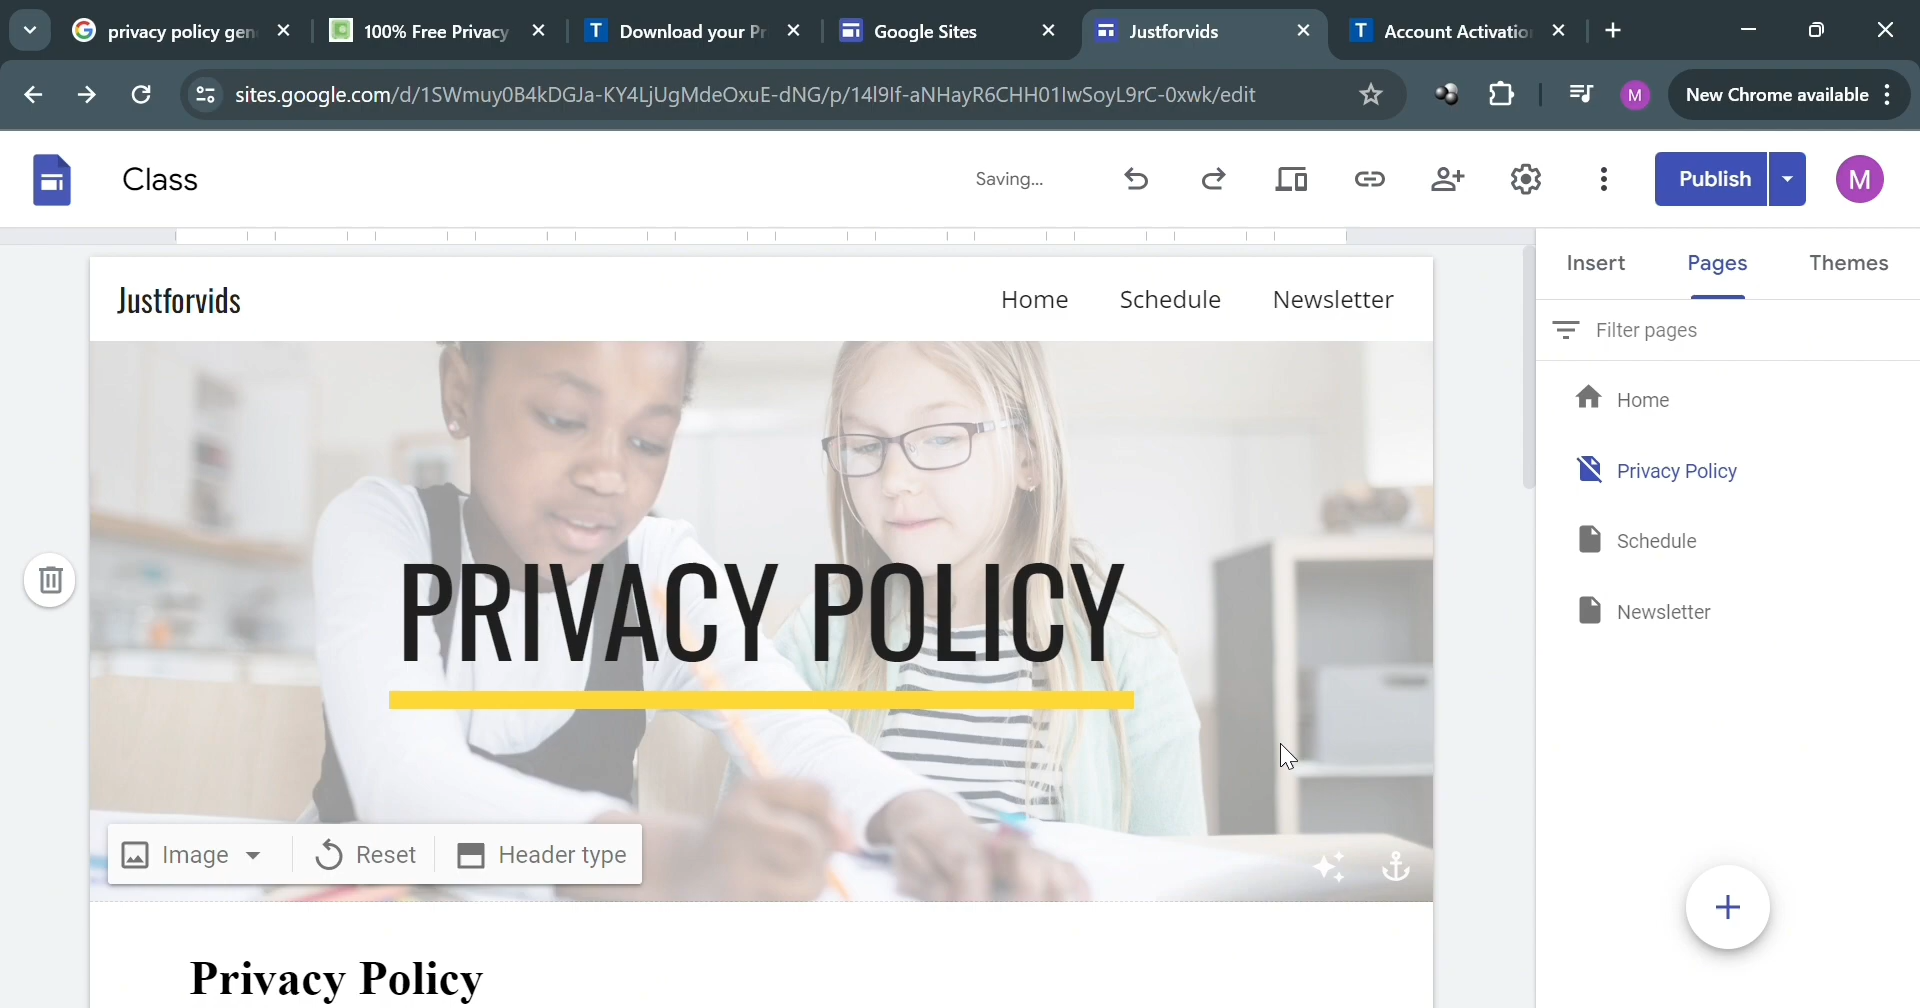 privacy policy gen
100% Free Privacy
Download your Pr
Google Sites
Justforvids
Account Activation
sites.google.com/d/1SWmuy0B4kDGJa-KY4LjUgMdeOxuE-dNG/p/14l9If-aNHayR6CHH01IwSoyL9rC-0xwk/edit
M
New Chrome available
Class
Saving...
Publish
M
Insert
Pages
Themes
Justforvids
Home
Schedule
Newsletter
Filter pages
Home
Privacy Policy
Schedule
Newsletter
PRIVACY POLICY
Image
Reset
Header type
Privacy Policy